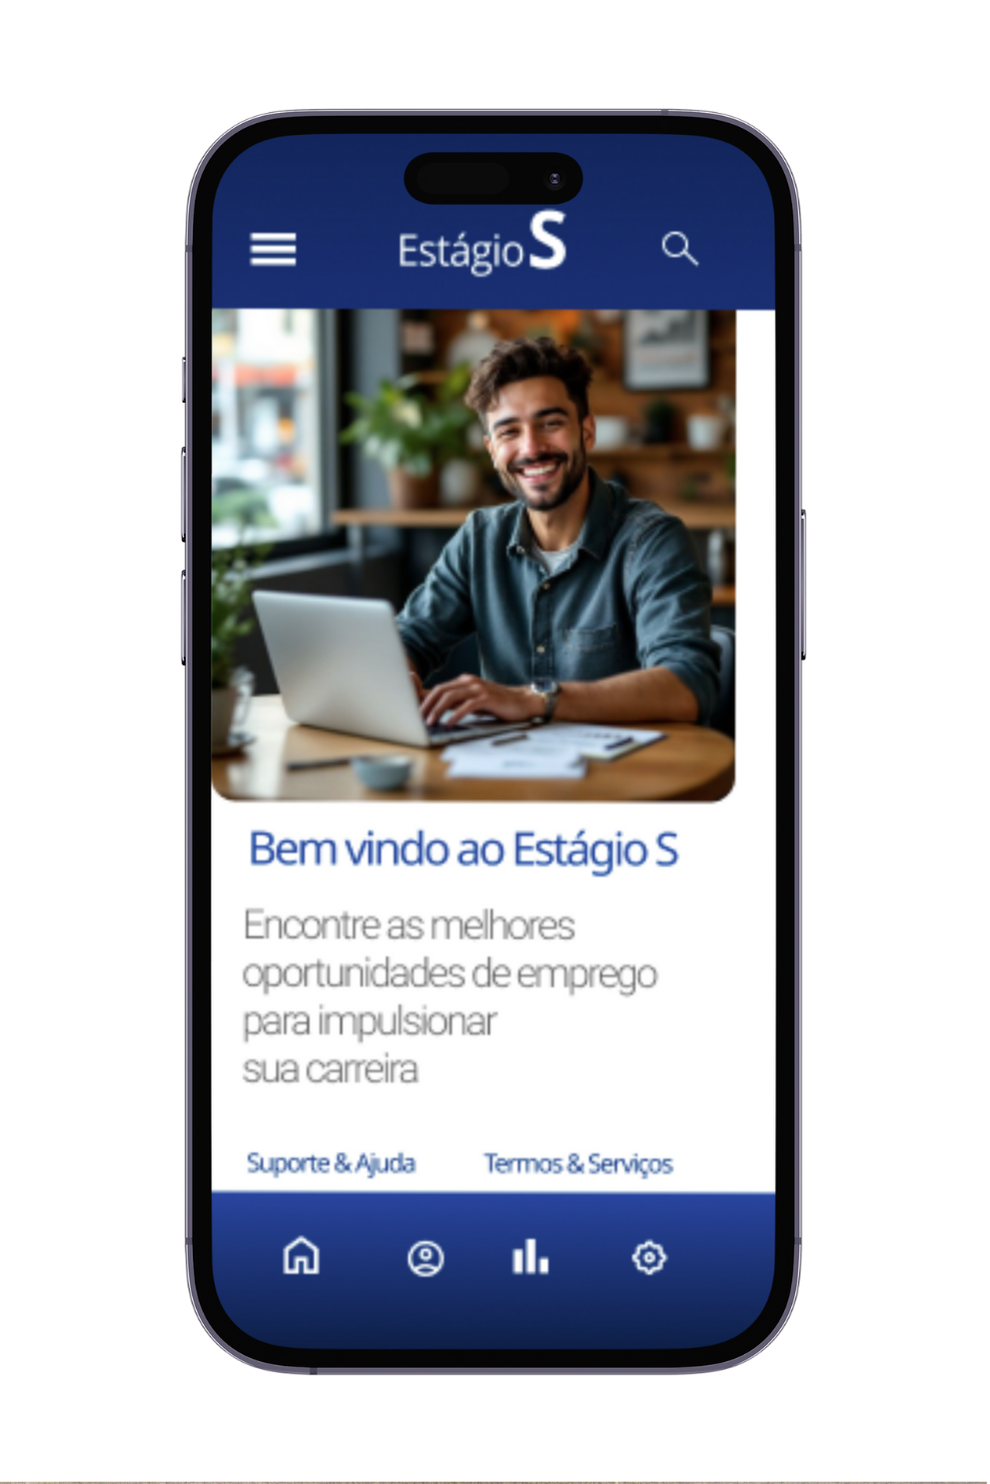 Estágio S
Bem vindo ao Estágio S
Encontre as melhores
oportunidades de emprego
para impulsionar
sua carreira
Suporte & Ajuda
Termos & Serviços